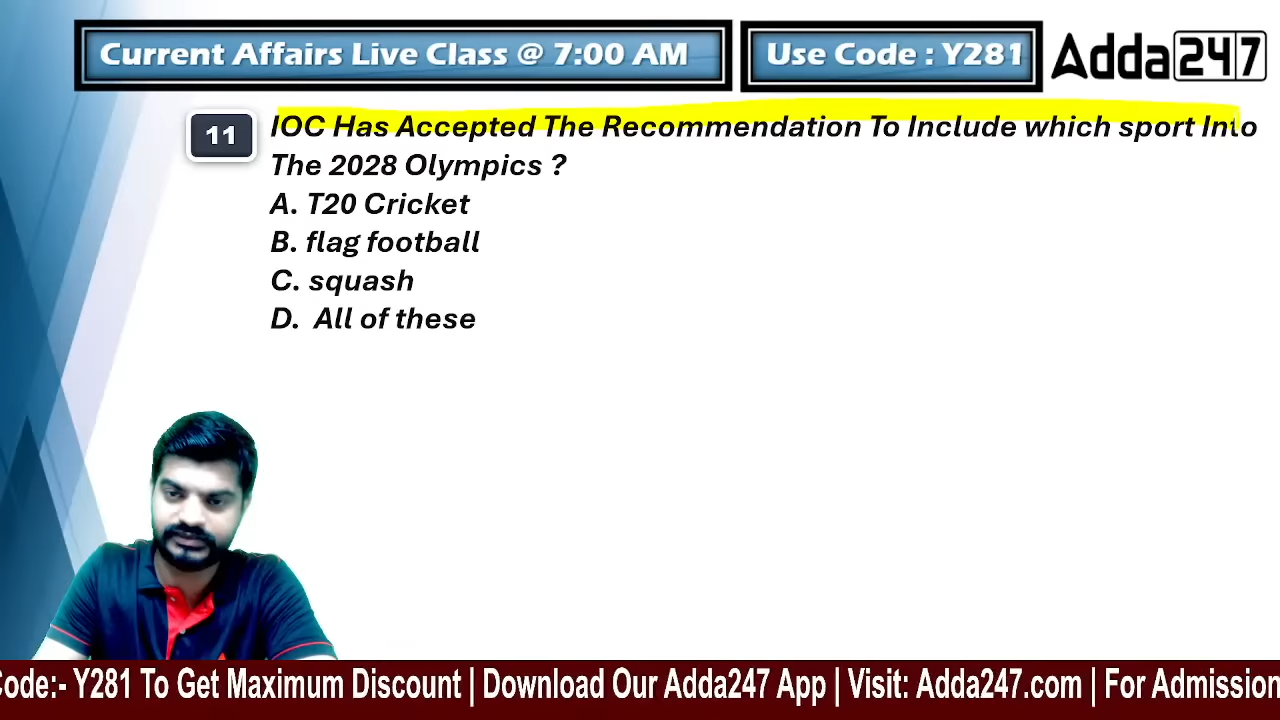 Current Affairs Live Class @ 7:00 AM
Use Code : Y281
Adda247
11
IOC Has Accepted The Recommendation To Include which sport Into
The 2028 Olympics ?
A. T20 Cricket
B. flag football
C. squash
D. All of these
Code:- Y281 To Get Maximum Discount | Download Our Adda247 App | Visit: Adda247.com | For Admission